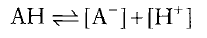 AH ⇌ [A⁻] + [H⁺]